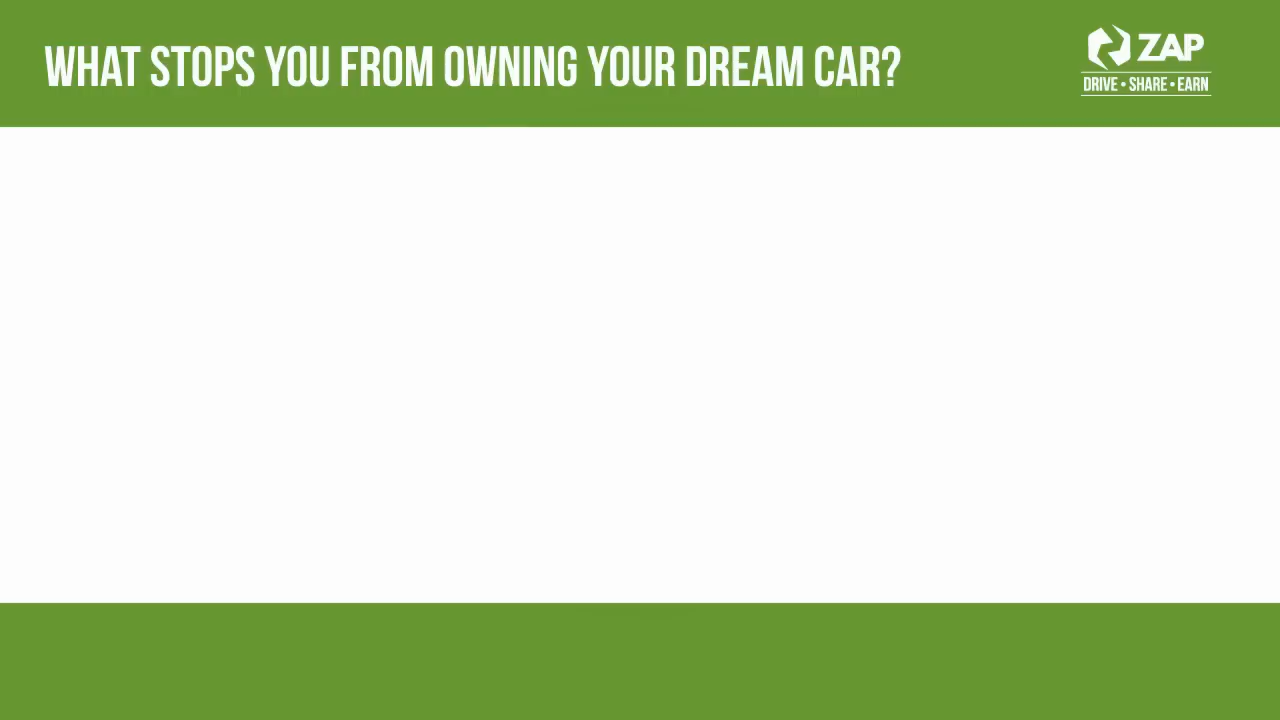 WHAT STOPS YOU FROM OWNING YOUR DREAM CAR?
ZAP
DRIVE • SHARE • EARN